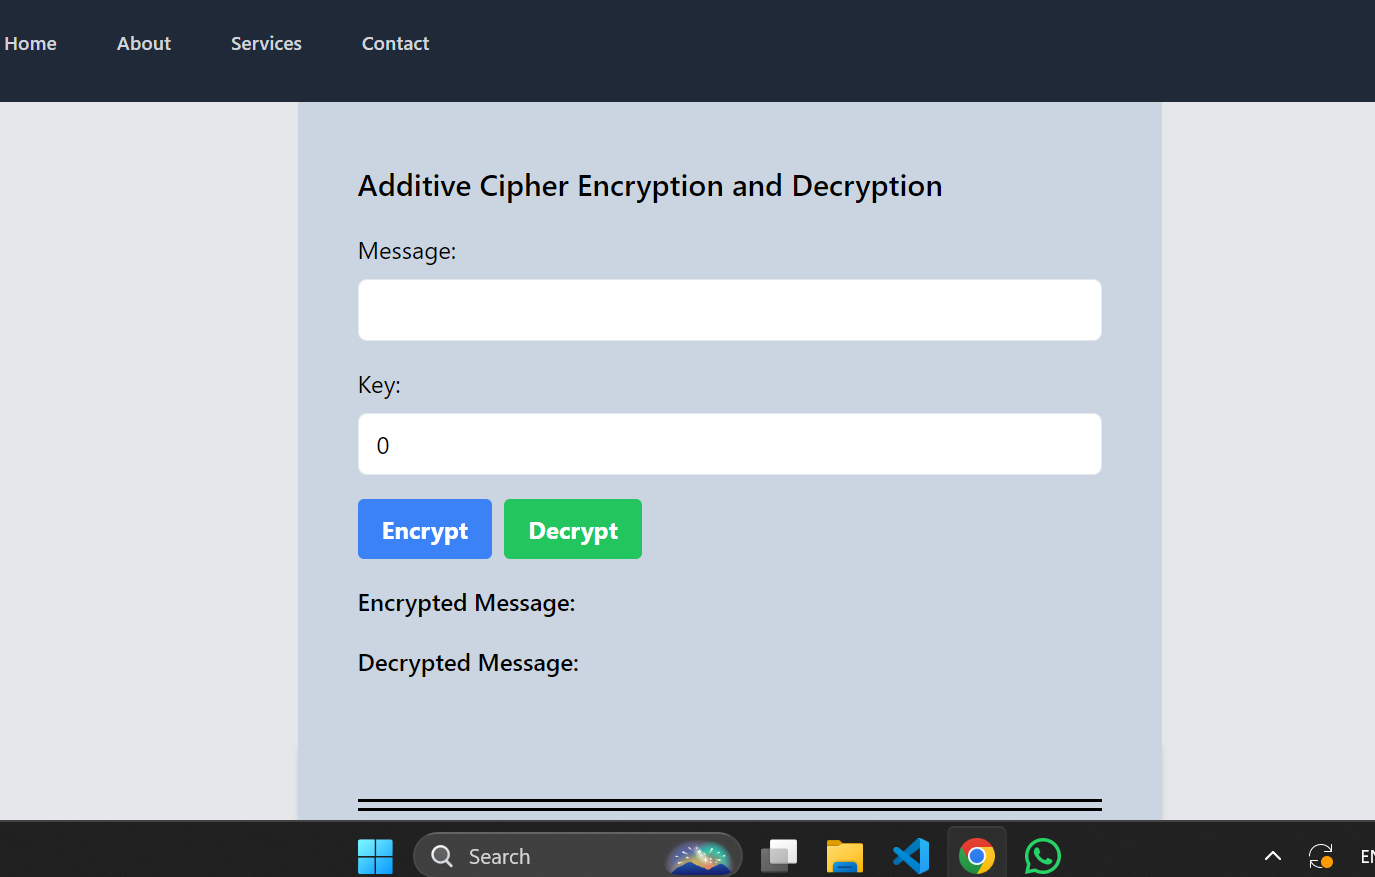 Home About Services Contact
Additive Cipher Encryption and Decryption
Message:
Key:
0
Encrypt Decrypt
Encrypted Message:
Decrypted Message:
Search